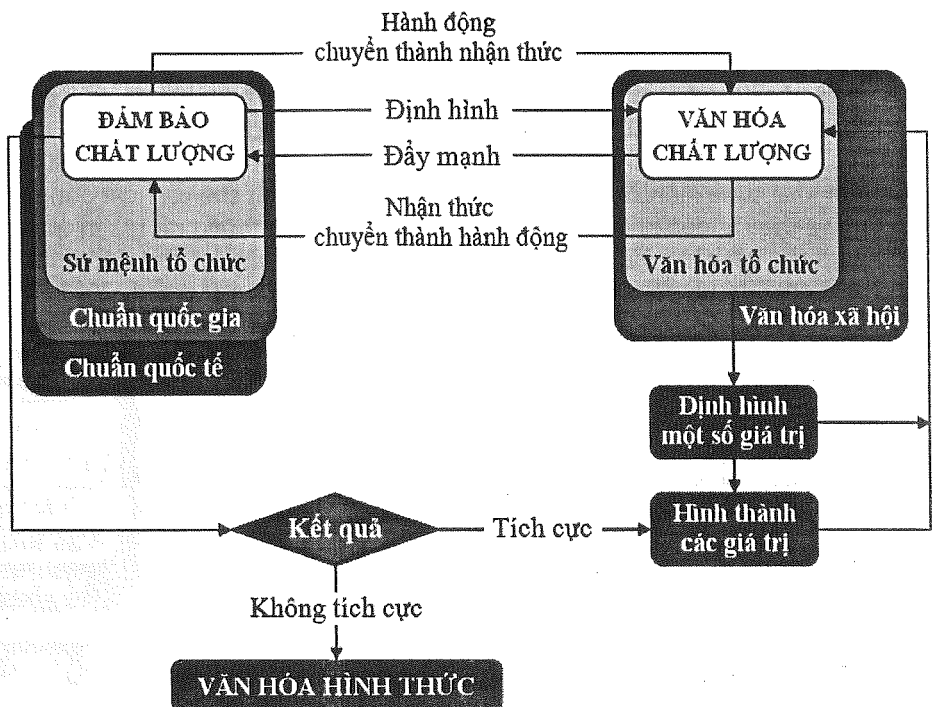 Hành động
chuyển thành nhận thức
ĐẢM BẢO
CHẤT LƯỢNG
Định hình
Đẩy mạnh
VĂN HÓA
CHẤT LƯỢNG
Nhận thức
chuyển thành hành động
Sứ mệnh tổ chức
Văn hóa tổ chức
Chuẩn quốc gia
Văn hóa xã hội
Chuẩn quốc tế
Định hình
một số giá trị
Kết quả
Tích cực
Hình thành
các giá trị
Không tích cực
VĂN HÓA HÌNH THỨC